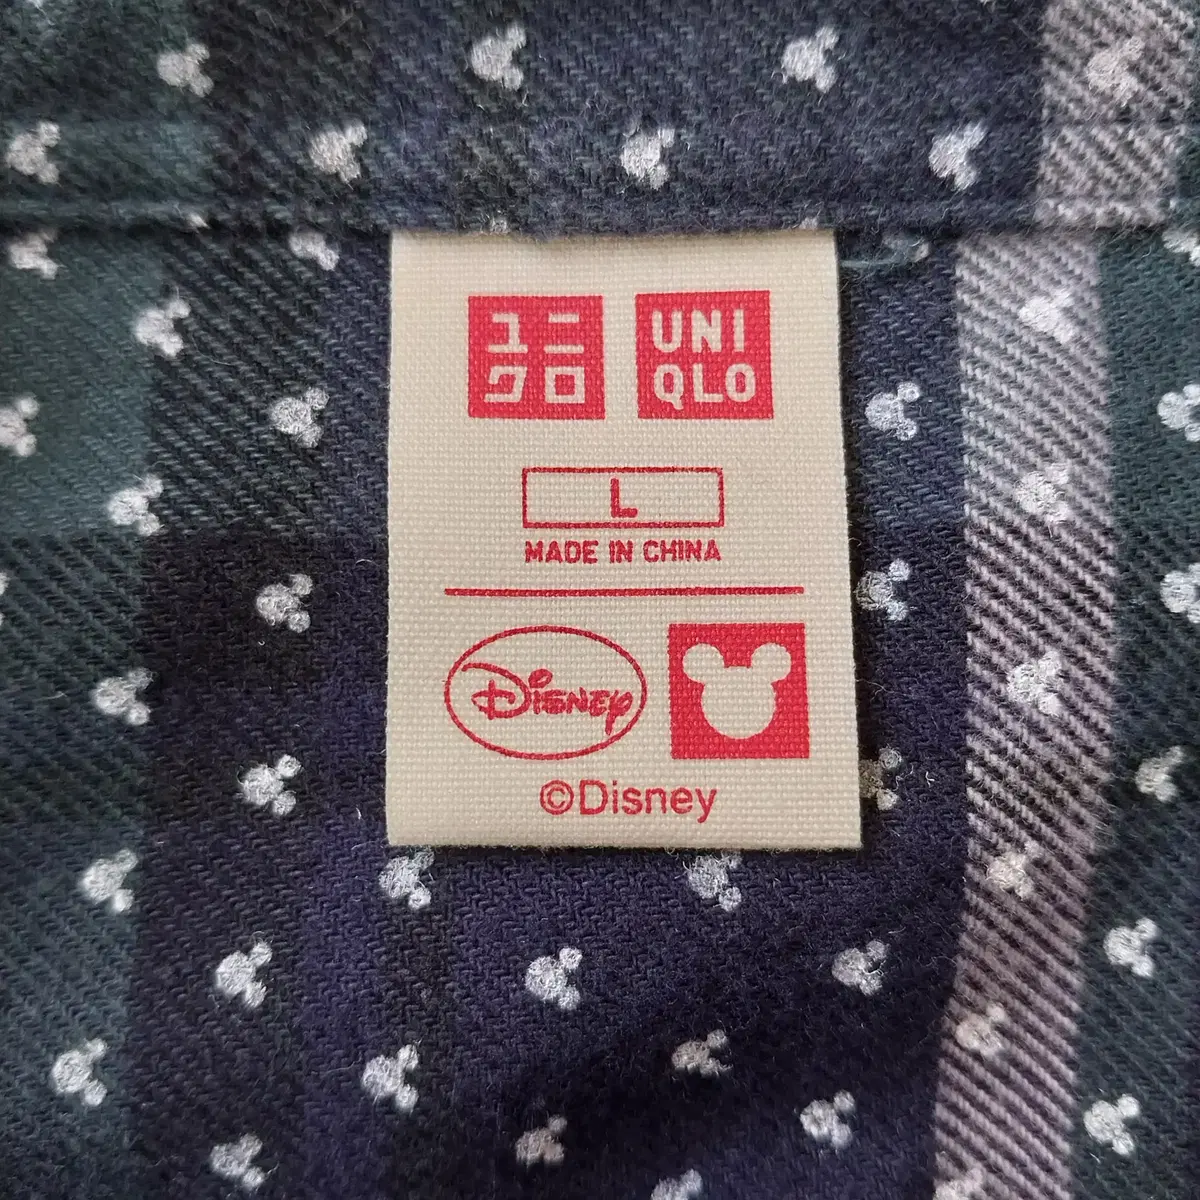 ユニ
クロ
UNI
QLO
L
MADE IN CHINA
Disney
©Disney